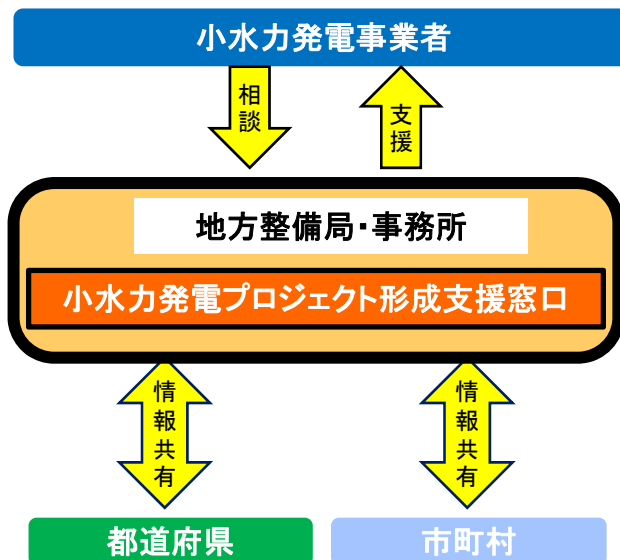 小水力発電事業者
相談
支援
地方整備局・事務所
小水力発電プロジェクト形成支援窓口
情報共有
情報共有
都道府県
市町村